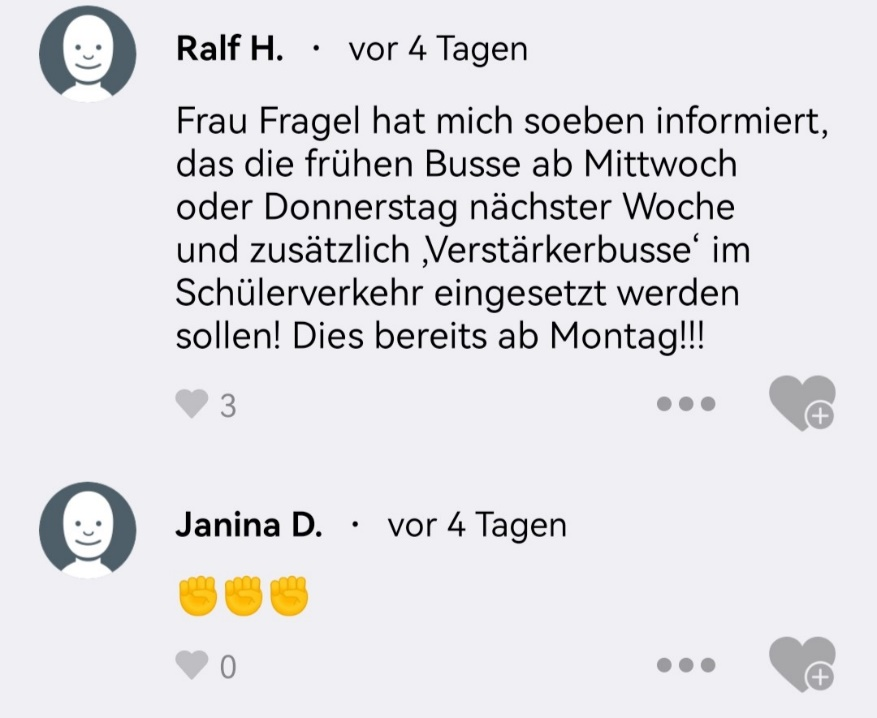 Ralf H. · vor 4 Tagen
Frau Fragel hat mich soeben informiert,
das die frühen Busse ab Mittwoch
oder Donnerstag nächster Woche
und zusätzlich ‚Verstärkerbusse‘ im
Schülerverkehr eingesetzt werden
sollen! Dies bereits ab Montag!!!
3
Janina D. · vor 4 Tagen
✊✊✊
0